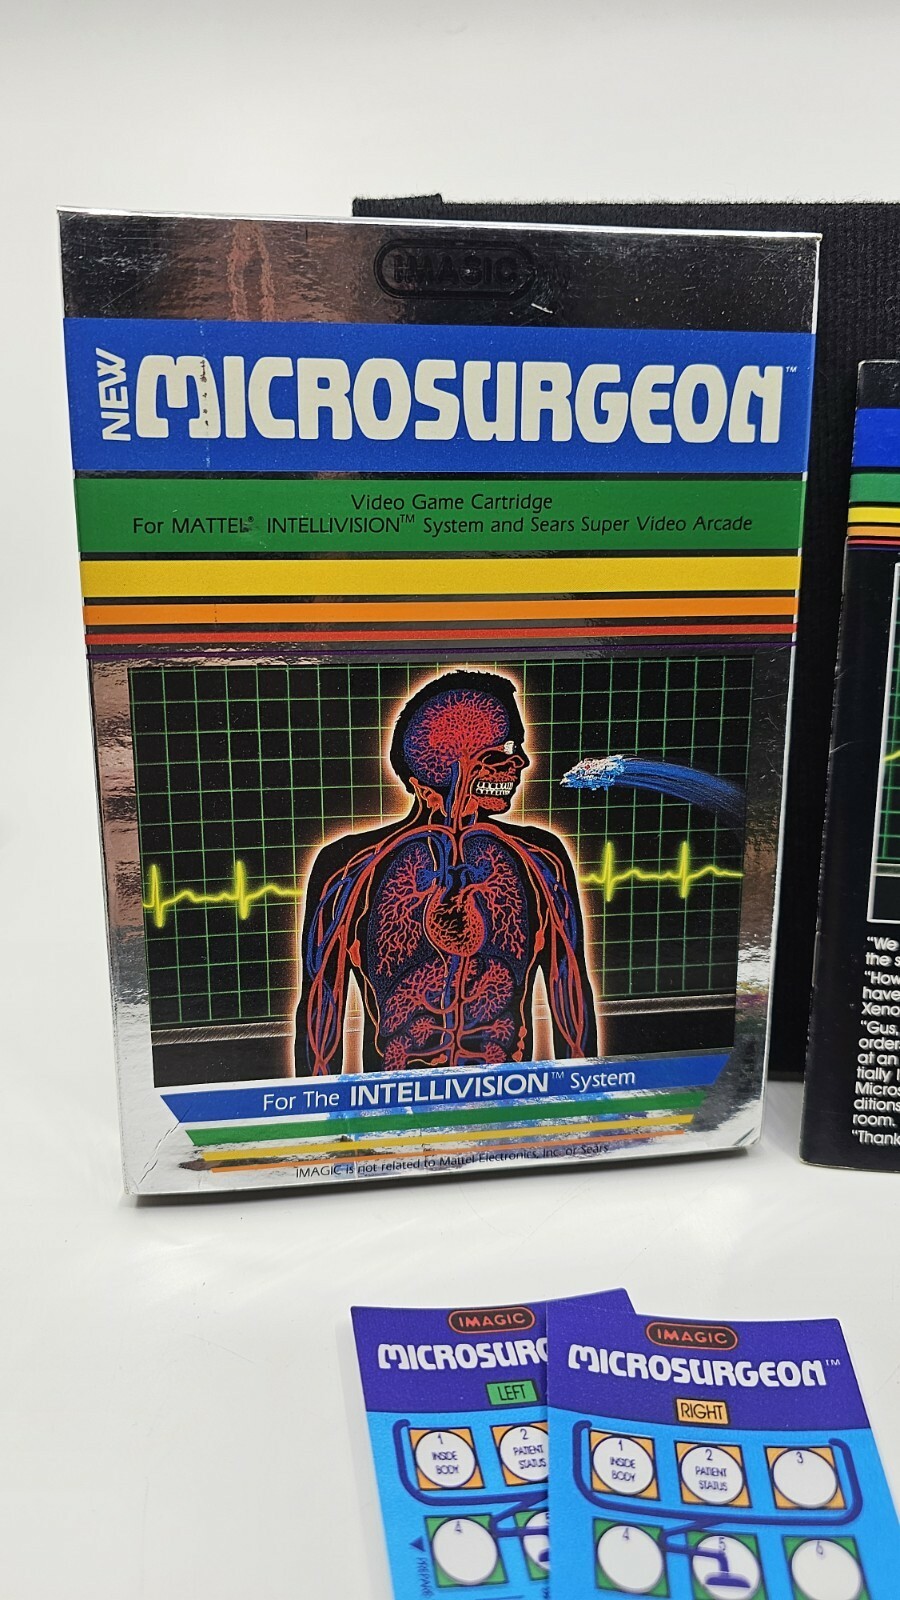 IMAGIC
NEW
MICROSURGEON™
Video Game Cartridge
For MATTEL® INTELLIVISION™ System and Sears Super Video Arcade
For The INTELLIVISION™ System
IMAGIC is not related to Mattel Electronics, Inc. or Sears
"We
the s
"How
have
Xeno
"Gus,
order
at an
tially l
Micros
ditions
room.
"Thank
IMAGIC
MICROSURG
LEFT
1
INSIDE
BODY
2
PATIENT
STATUS
4
5
IMAGIC
MICROSURGEON™
RIGHT
1
INSIDE
BODY
2
PATIENT
STATUS
3
4
5
6